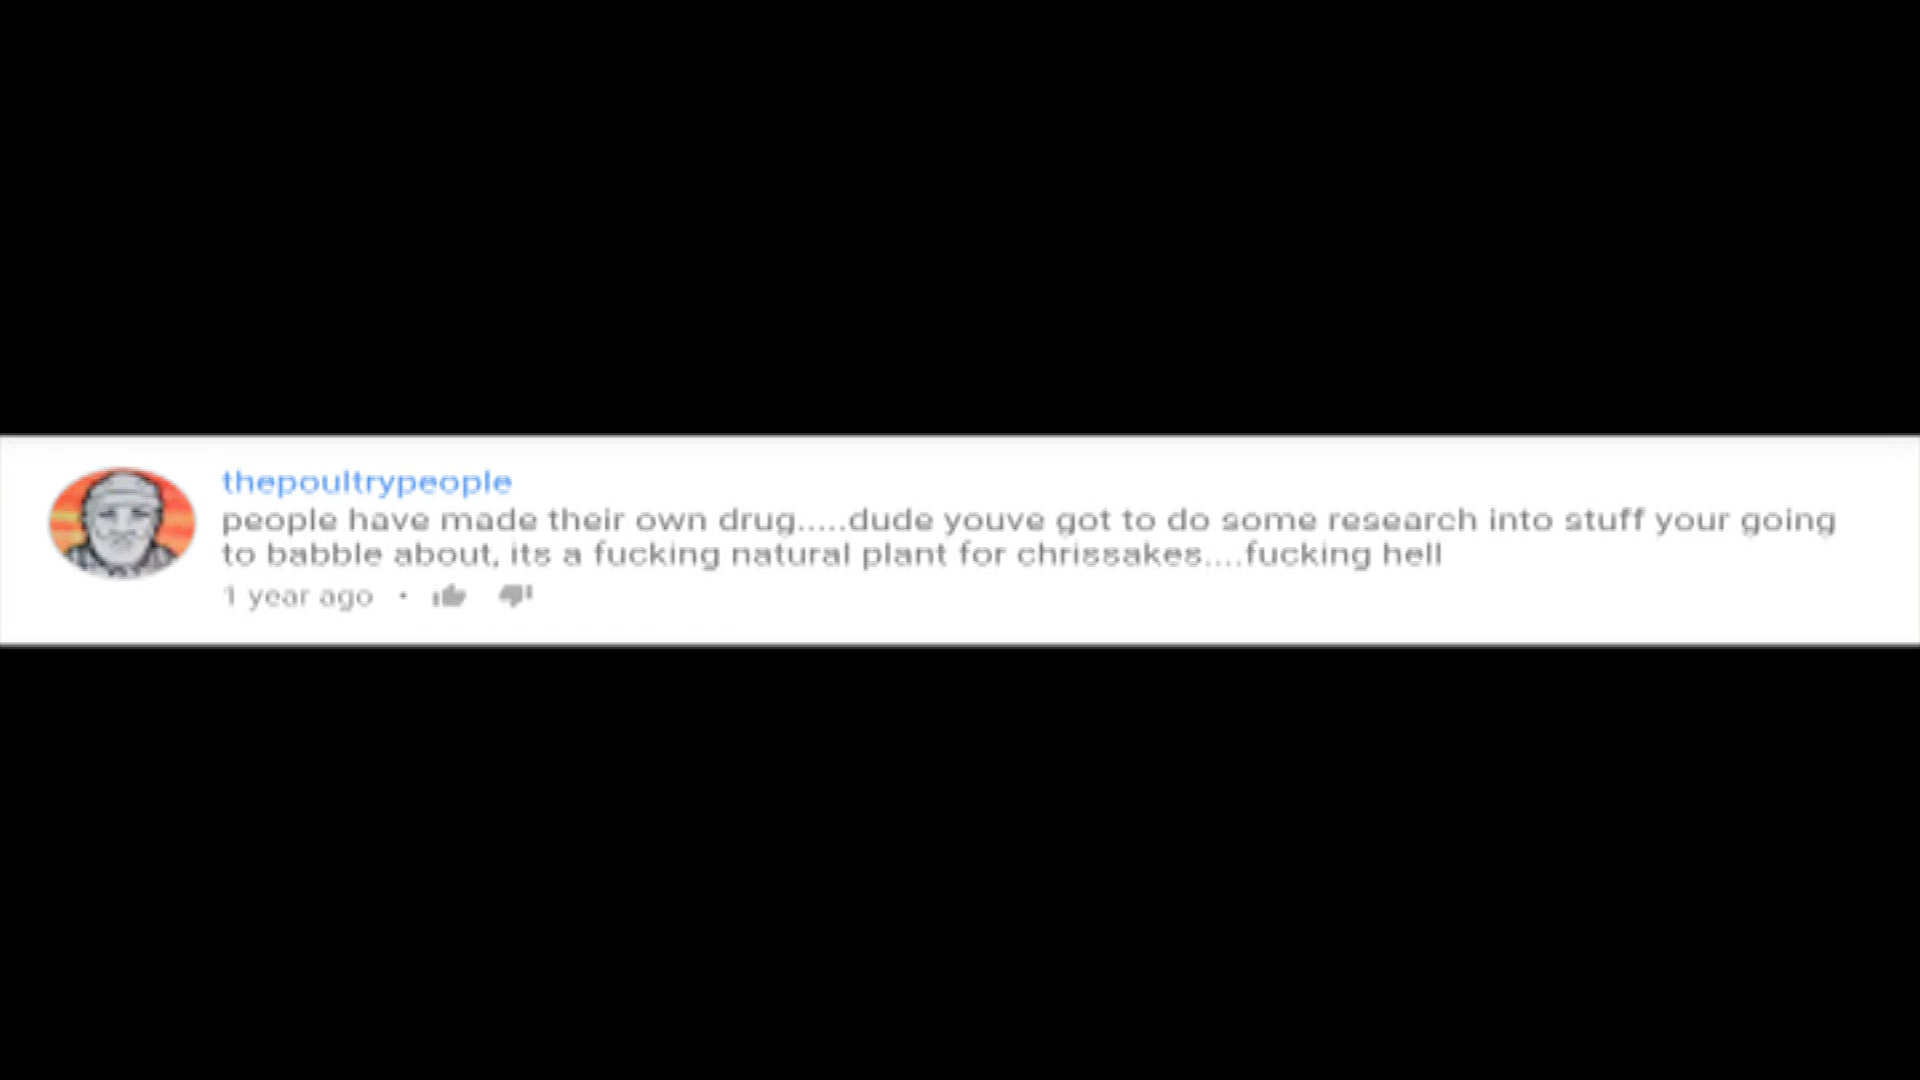 thepoultrypeople
people have made their own drug.....dude youve got to do some research into stuff your going
to babble about, its a fucking natural plant for chrissakes....fucking hell
1 year ago •